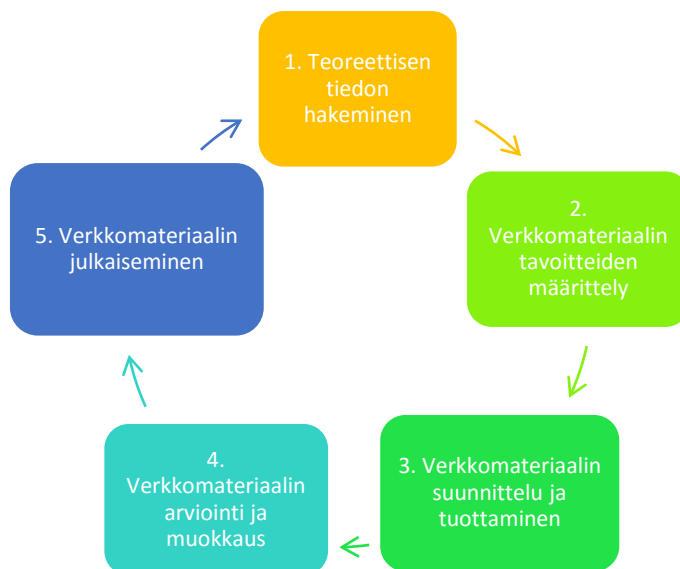 1. Teoreettisen
tiedon
hakeminen
2.
Verkkomateriaalin
tavoitteiden
määrittely
3. Verkkomateriaalin
suunnittelu ja
tuottaminen
4.
Verkkomateriaalin
arviointi ja
muokkaus
5. Verkkomateriaalin
julkaiseminen